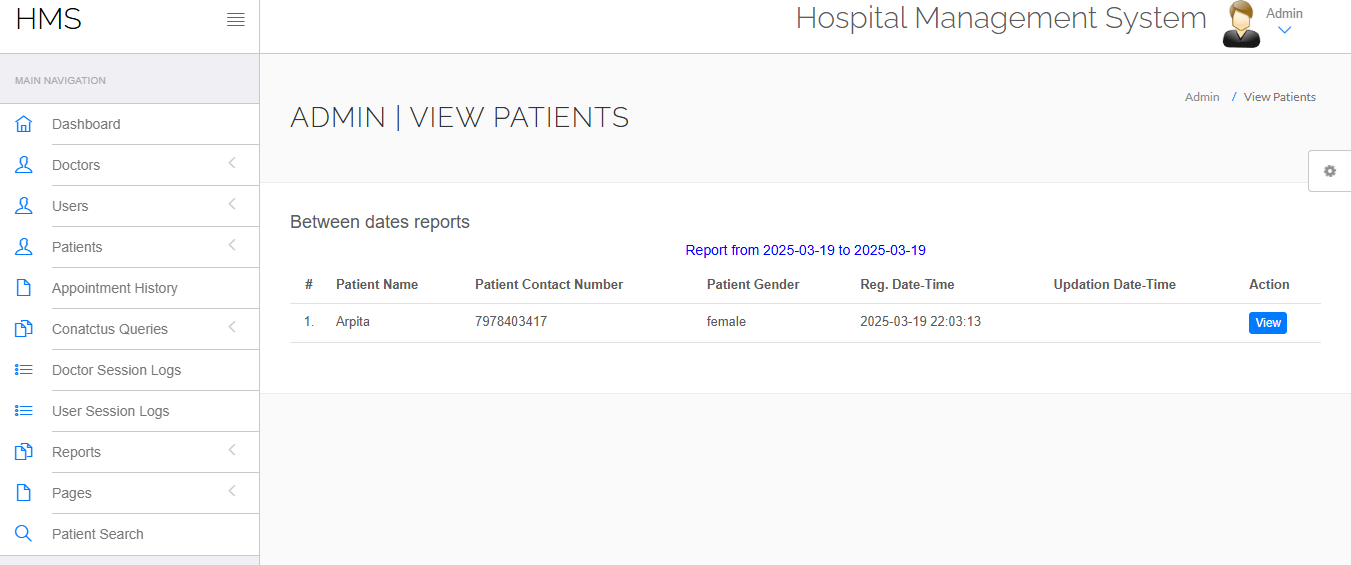 HMS
Hospital Management System
Admin
MAIN NAVIGATION
Dashboard
Doctors
Users
Patients
Appointment History
Conatctus Queries
Doctor Session Logs
User Session Logs
Reports
Pages
Patient Search
ADMIN | VIEW PATIENTS
Admin / View Patients
Between dates reports
Report from 2025-03-19 to 2025-03-19
# Patient Name Patient Contact Number Patient Gender Reg. Date-Time Updation Date-Time Action
1. Arpita 7978403417 female 2025-03-19 22:03:13 View